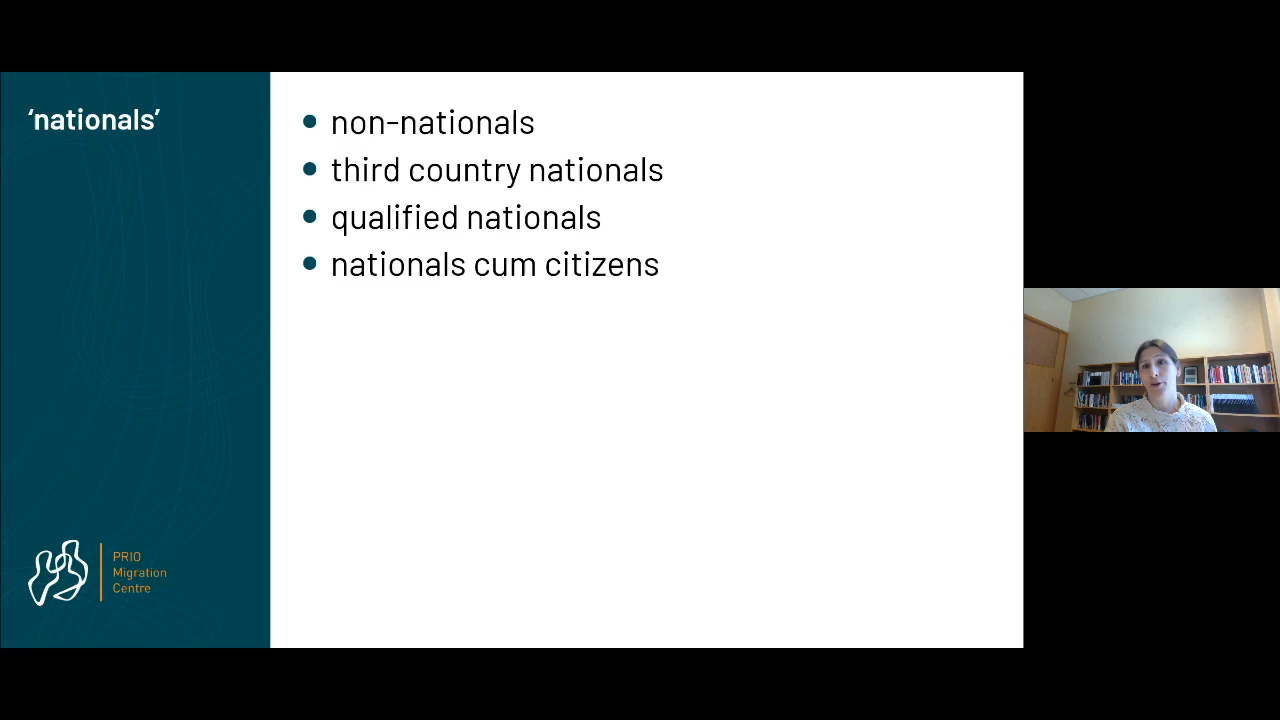 ‘nationals’
non-nationals
third country nationals
qualified nationals
nationals cum citizens
PRIO
Migration
Centre